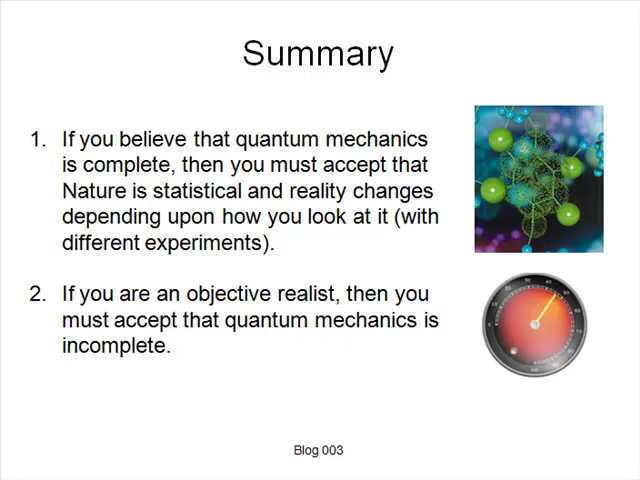 Summary
1. If you believe that quantum mechanics
is complete, then you must accept that
Nature is statistical and reality changes
depending upon how you look at it (with
different experiments).
2. If you are an objective realist, then you
must accept that quantum mechanics is
incomplete.
Blog 003